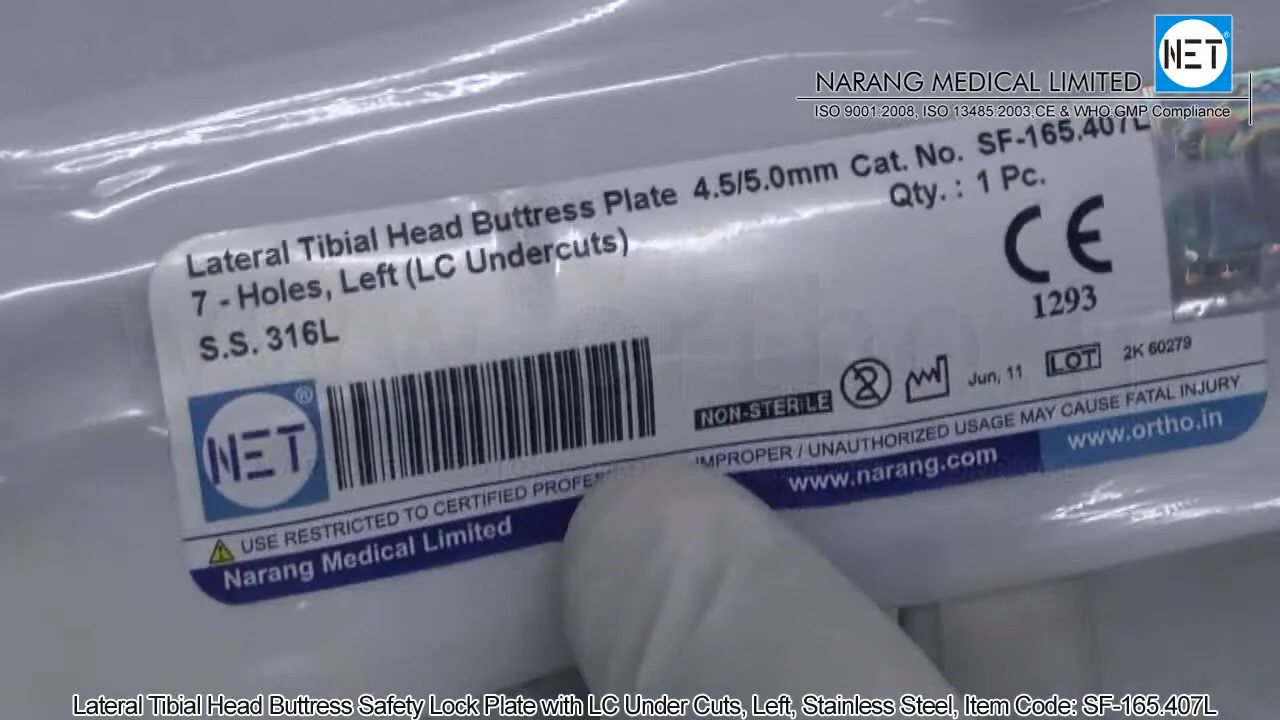 NET
NARANG MEDICAL LIMITED
ISO 9001:2008, ISO 13485:2003,CE & WHO:GMP Compliance
Lateral Tibial Head Buttress Plate 4.5/5.0mm Cat. No. SF-165.407L
7 - Holes, Left (LC Undercuts)
Qty. : 1 Pc.
S.S. 316L
CE
1293
NET®
NON-STERILE
2
Jun, 11
LOT
2K 60279
USE RESTRICTED TO CERTIFIED IMPROPER / UNAUTHORIZED USAGE MAY CAUSE FATAL INJURY
Narang Medical Limited www.narang.com www.ortho.in
Lateral Tibial Head Buttress Safety Lock Plate with LC Under Cuts, Left, Stainless Steel, Item Code: SF-165.407L